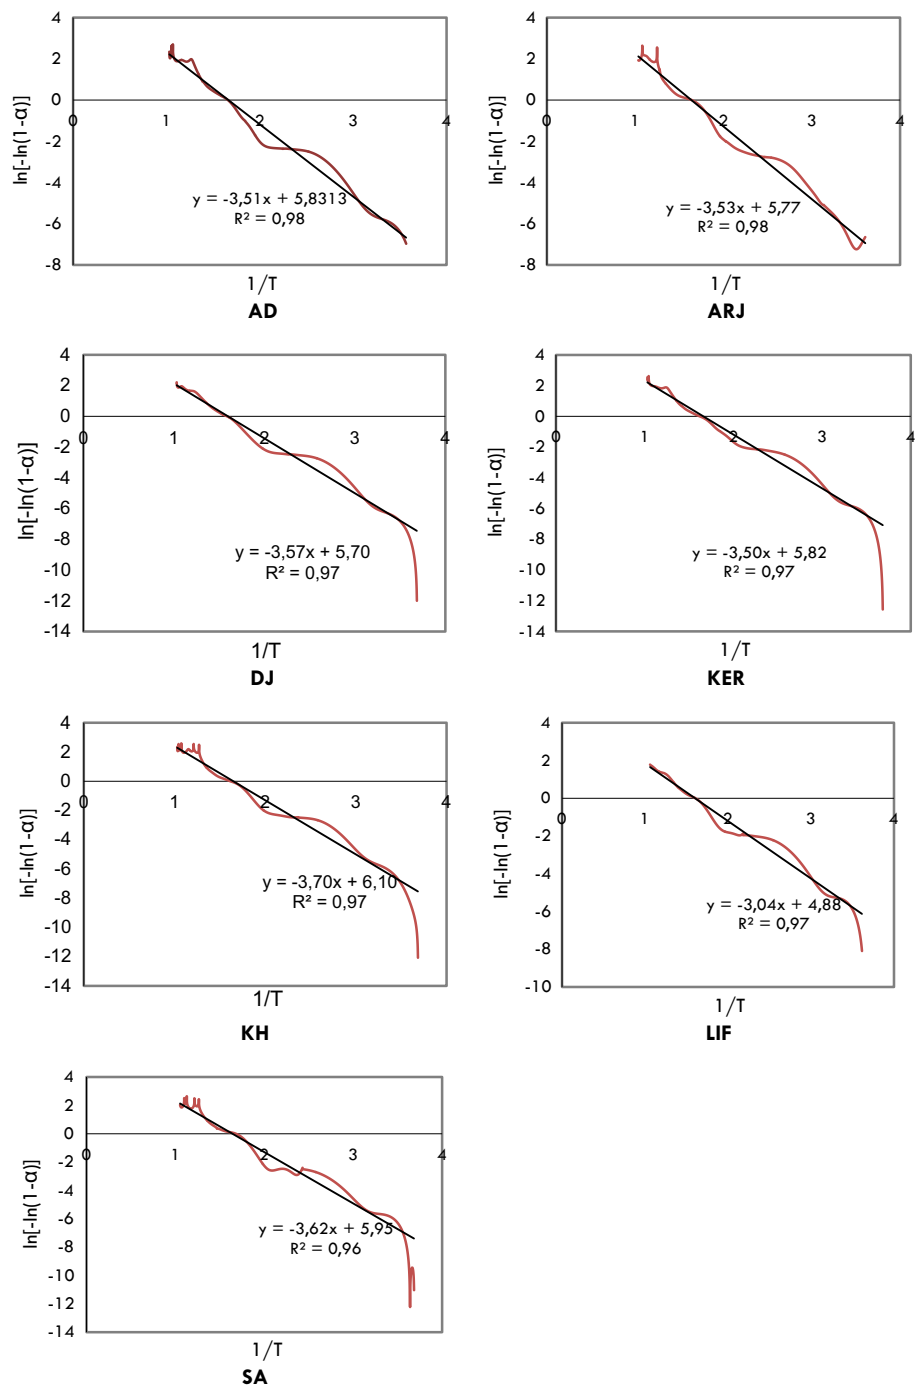 4
2
0
-2
-4
-6
-8
0
1
2
3
4
ln[-ln(1-α)]
y = -3,51x + 5,8313
R² = 0,98
1/T
AD
4
2
0
-2
-4
-6
-8
0
1
2
3
4
ln[-ln(1-α)]
y = -3,53x + 5,77
R² = 0,98
1/T
ARJ
4
2
0
-2
-4
-6
-8
-10
-12
-14
0
1
2
3
4
ln[-ln(1-α)]
y = -3,57x + 5,70
R² = 0,97
1/T
DJ
4
2
0
-2
-4
-6
-8
-10
-12
-14
0
1
2
3
4
ln[-ln(1-α)]
y = -3,50x + 5,82
R² = 0,97
1/T
KER
4
2
0
-2
-4
-6
-8
-10
-12
-14
0
1
2
3
4
ln[-ln(1-α)]
y = -3,70x + 6,10
R² = 0,97
1/T
KH
4
2
0
-2
-4
-6
-8
-10
0
1
2
3
4
ln[-ln(1-α)]
y = -3,04x + 4,88
R² = 0,97
1/T
LIF
4
2
0
-2
-4
-6
-8
-10
-12
-14
0
1
2
3
4
ln[-ln(1-α)]
y = -3,62x + 5,95
R² = 0,96
1/T
SA